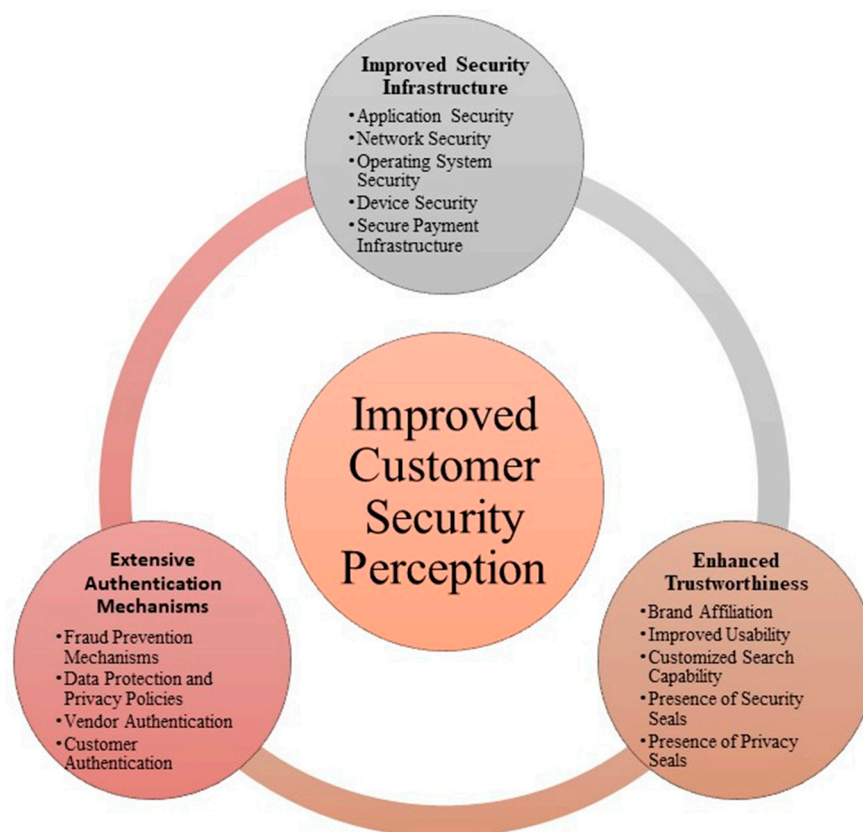 Improved Security
Infrastructure
•Application Security
•Network Security
•Operating System
Security
•Device Security
•Secure Payment
Infrastructure
Improved
Customer
Security
Perception
Extensive
Authentication
Mechanisms
•Fraud Prevention
Mechanisms
•Data Protection and
Privacy Policies
•Vendor Authentication
•Customer
Authentication
Enhanced
Trustworthiness
•Brand Affiliation
•Improved Usability
•Customized Search
Capability
•Presence of Security
Seals
•Presence of Privacy
Seals